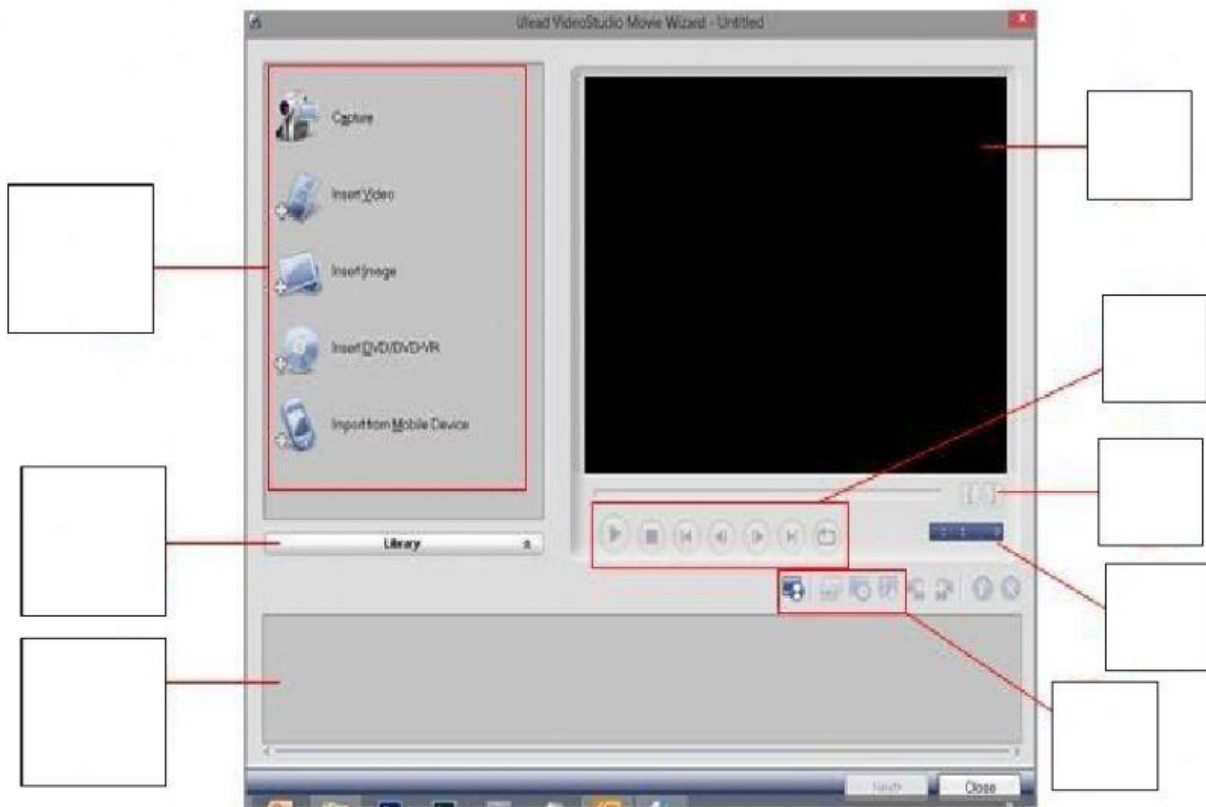 Ulead VideoStudio Movie Wizard - Untitled
Capture
Insert Video
Insert Image
Insert DVD/DVD-VR
Import from Mobile Device
Library
Next>
Close